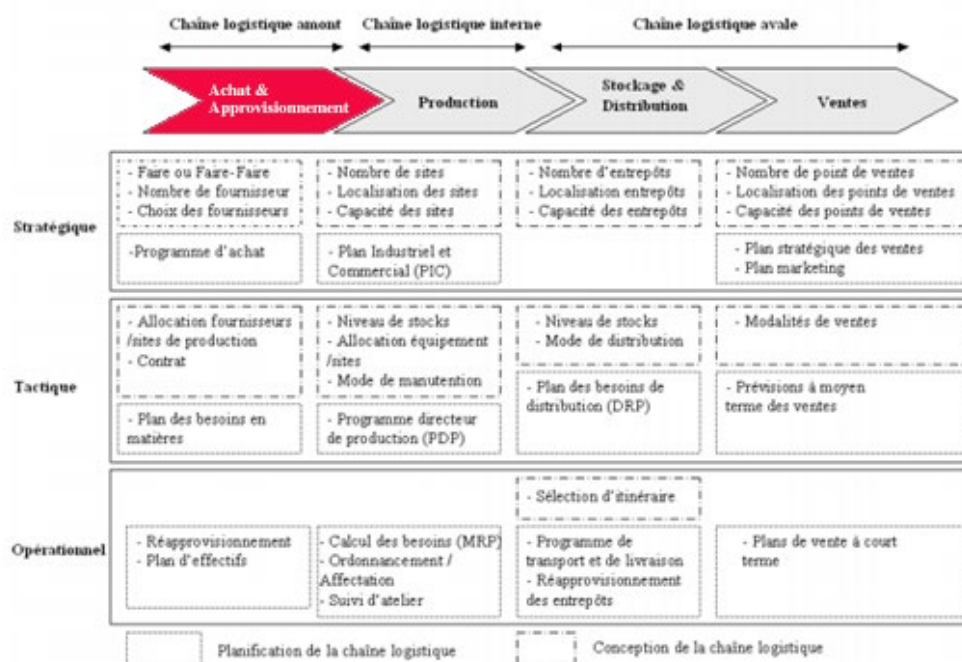 Chaîne logistique amont
Chaîne logistique interne
Chaîne logistique avale
Achat &
Approvisionnement
Production
Stockage &
Distribution
Ventes
Stratégique
- Faire ou Faire-Faire
- Nombre de fournisseur
- Choix des fournisseurs
-Programme d'achat
- Nombre de sites
- Localisation des sites
- Capacité des sites
- Plan Industriel et
Commercial (PIC)
- Nombre d'entrepôts
- Localisation entrepôts
- Capacité des entrepôts
- Nombre de point de ventes
- Localisation des points de ventes
- Capacité des points de ventes
- Plan stratégique des ventes
- Plan marketing
Tactique
- Allocation fournisseurs
/sites de production
- Contrat
- Plan des besoins en
matières
- Niveau de stocks
- Allocation équipement
/sites
- Mode de manutention
- Programme directeur
de production (PDP)
- Niveau de stocks
- Mode de distribution
- Plan des besoins de
distribution (DRP)
- Modalités de ventes
- Prévisions à moyen
terme des ventes
Opérationnel
- Réapprovisionnement
- Plan d'effectifs
- Calcul des besoins (MRP)
- Ordonnancement /
Affectation
- Suivi d'atelier
- Sélection d'itinéraire
- Programme de
transport et de livraison
- Réapprovisionnement
des entrepôts
- Plans de vente à court
terme
Planification de la chaîne logistique
Conception de la chaîne logistique